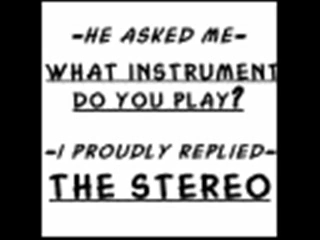 -HE ASKED ME-
WHAT INSTRUMENT
DO YOU PLAY?
-I PROUDLY REPLIED-
THE STEREO